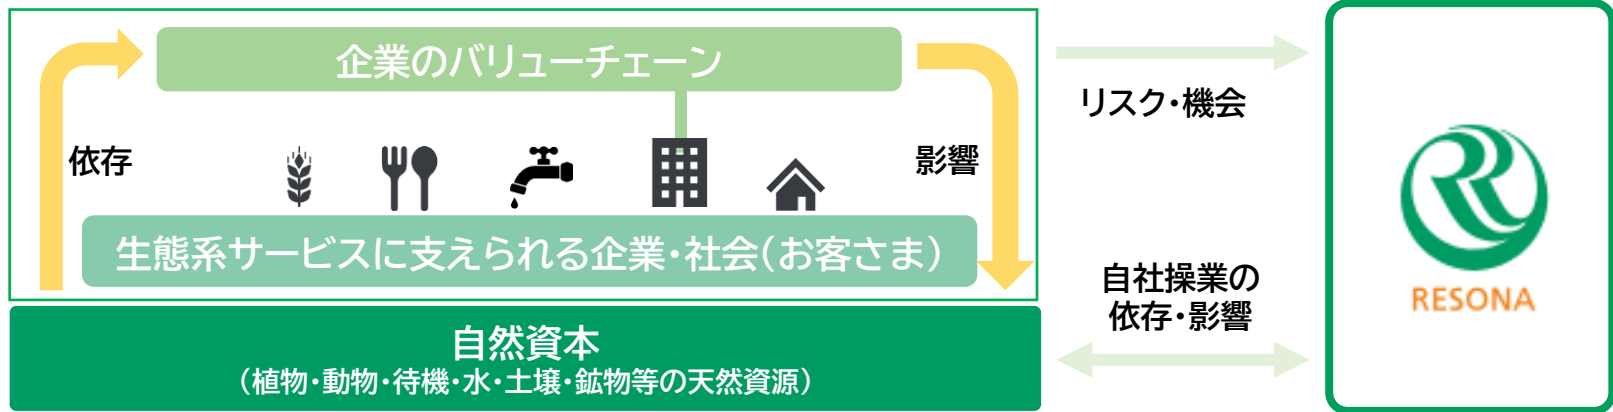 企業のバリューチェーン
依存
影響
生態系サービスに支えられる企業・社会（お客さま）
自然資本
（植物・動物・待機・水・土壌・鉱物等の天然資源）
リスク・機会
自社操業の
依存・影響
RESONA